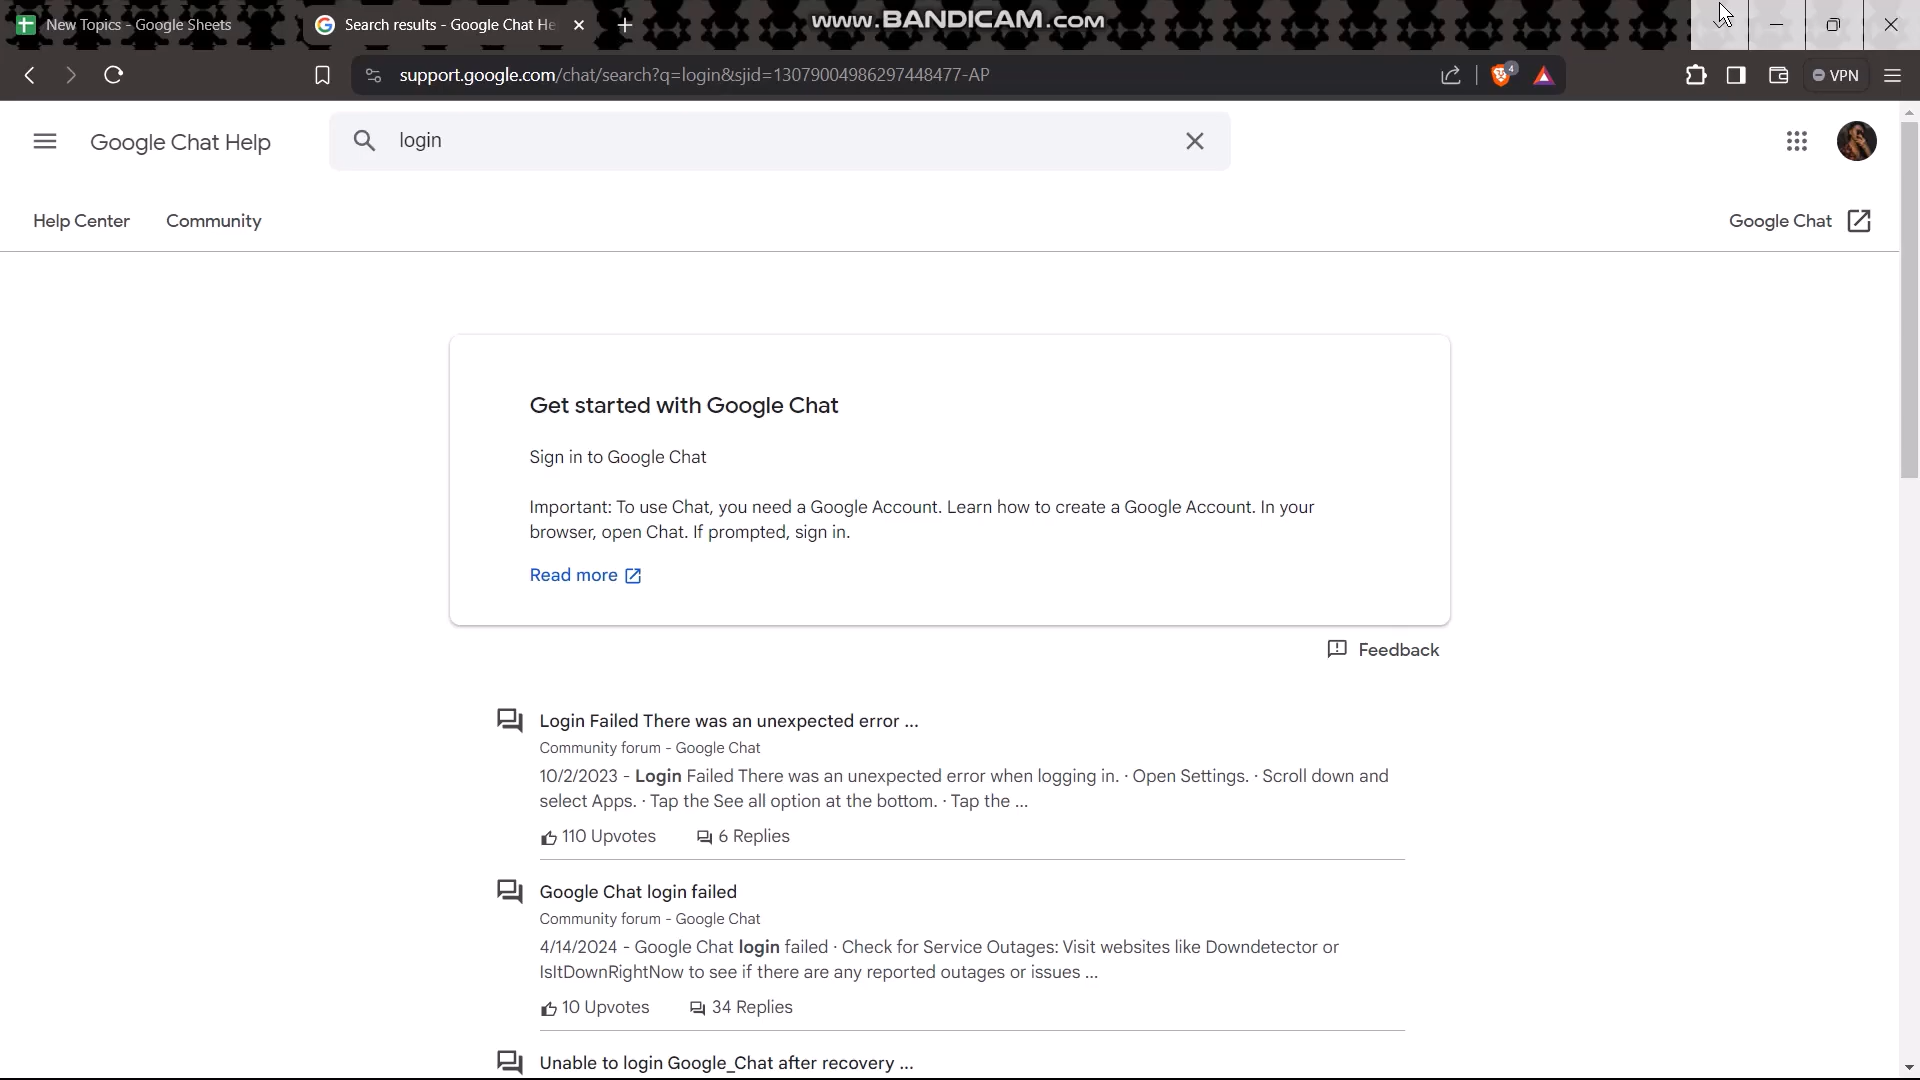 New Topics - Google Sheets
Search results - Google Chat He
www.BANDICAM.com
support.google.com/chat/search?q=login&sjid=13079004986297448477-AP
4
VPN
Google Chat Help
login
Help Center
Community
Google Chat
Get started with Google Chat
Sign in to Google Chat
Important: To use Chat, you need a Google Account. Learn how to create a Google Account. In your
browser, open Chat. If prompted, sign in.
Read more
Feedback
Login Failed There was an unexpected error ...
Community forum - Google Chat
10/2/2023 - Login Failed There was an unexpected error when logging in. · Open Settings. · Scroll down and
select Apps. · Tap the See all option at the bottom. · Tap the ...
110 Upvotes
6 Replies
Google Chat login failed
Community forum - Google Chat
4/14/2024 - Google Chat login failed · Check for Service Outages: Visit websites like Downdetector or
IsItDownRightNow to see if there are any reported outages or issues ...
10 Upvotes
34 Replies
Unable to login Google_Chat after recovery ...